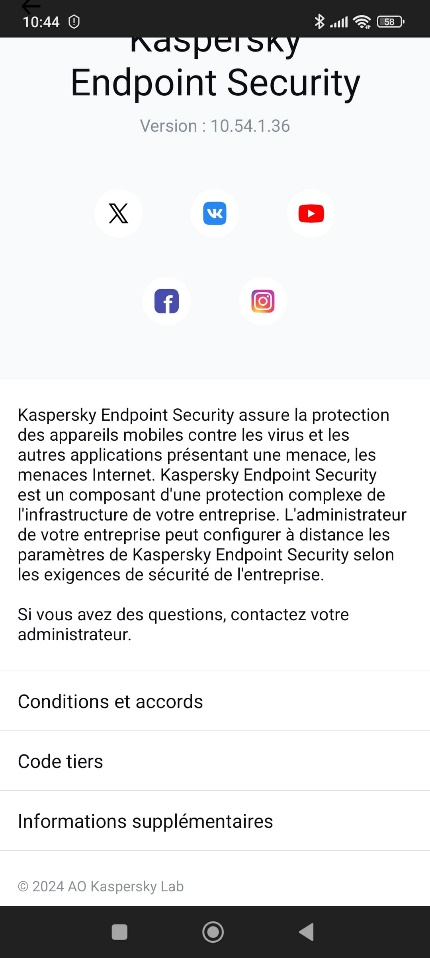 10:44
58
Kaspersky
Endpoint Security
Version : 10.54.1.36
Kaspersky Endpoint Security assure la protection
des appareils mobiles contre les virus et les
autres applications présentant une menace, les
menaces Internet. Kaspersky Endpoint Security
est un composant d'une protection complexe de
l'infrastructure de votre entreprise. L'administrateur
de votre entreprise peut configurer à distance les
paramètres de Kaspersky Endpoint Security selon
les exigences de sécurité de l'entreprise.
Si vous avez des questions, contactez votre
administrateur.
Conditions et accords
Code tiers
Informations supplémentaires
© 2024 AO Kaspersky Lab